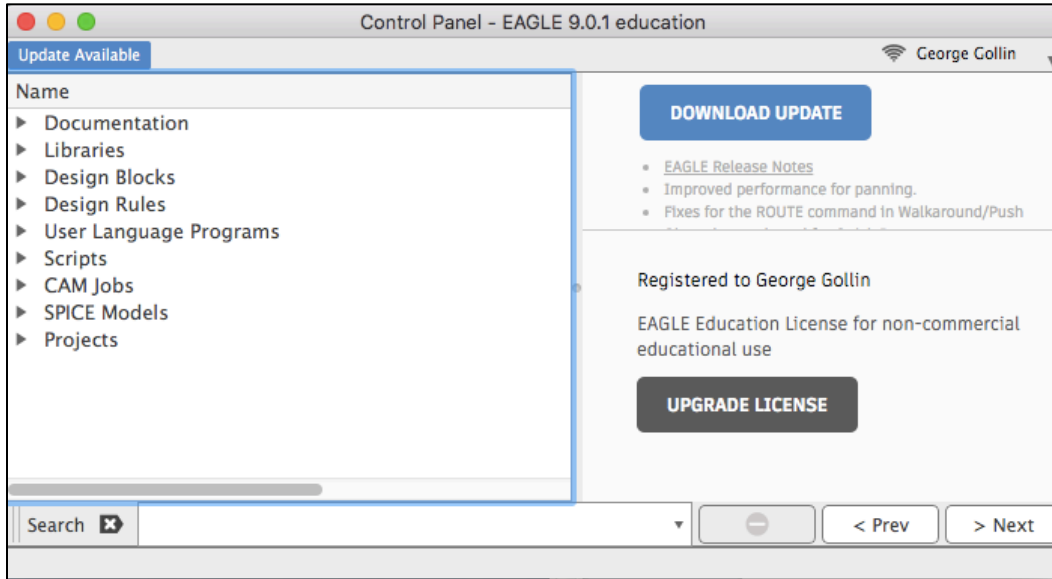 Control Panel - EAGLE 9.0.1 education
Update Available
George Gollin
Name
Documentation
Libraries
Design Blocks
Design Rules
User Language Programs
Scripts
CAM Jobs
SPICE Models
Projects
DOWNLOAD UPDATE
• EAGLE Release Notes
• Improved performance for panning.
• Fixes for the ROUTE command in Walkaround/Push
Registered to George Gollin
EAGLE Education License for non-commercial
educational use
UPGRADE LICENSE
Search
< Prev
> Next